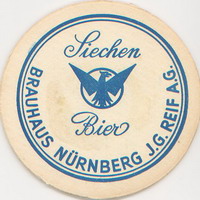 Siechen
Bier
BRAUHAUS NÜRNBERG J.G. REIF A.G.